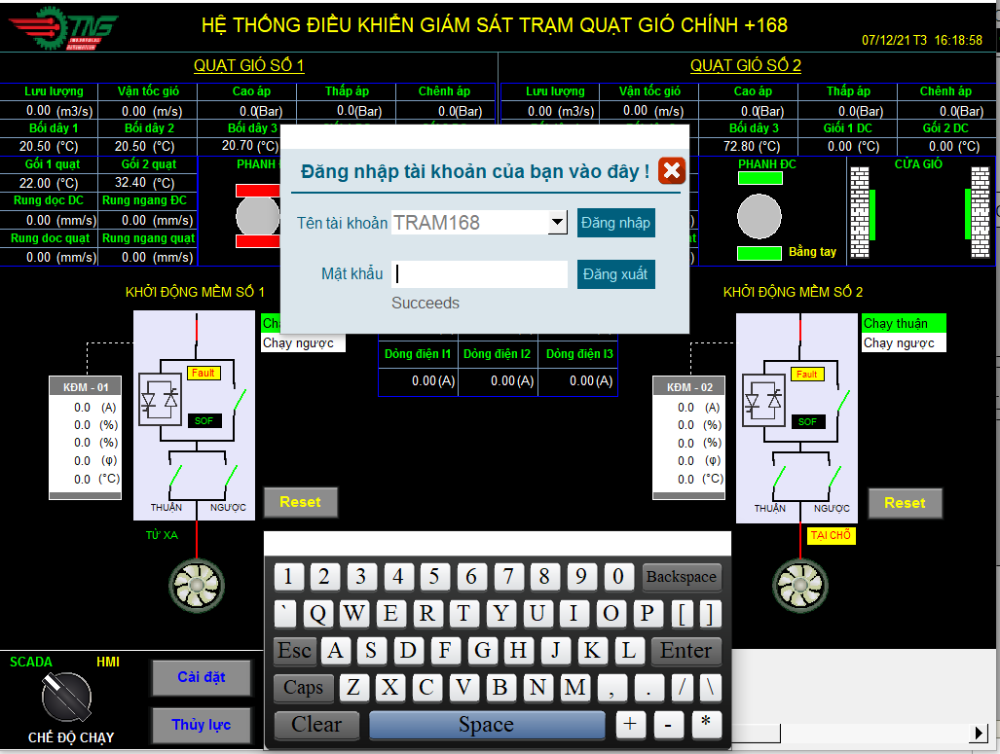 TNG
HỆ THỐNG ĐIỀU KHIỂN GIÁM SÁT TRẠM QUẠT GIÓ CHÍNH +168
07/12/21 T3 16:18:58
QUẠT GIÓ SỐ 1
QUẠT GIÓ SỐ 2
Lưu lượng Vận tốc gió Cao áp Thấp áp Chênh áp Lưu lượng Vận tốc gió Cao áp Thấp áp Chênh áp
0.00 (m3/s) 0.00 (m/s) 0.0(Bar) 0.0(Bar) 0.0(Bar) 0.00 (m3/s) 0.00 (m/s) 0.0(Bar) 0.0(Bar) 0.0(Bar)
Bối dây 1 Bối dây 2 Bối dây 3 Bối dây 3 Giối 1 DC Gối 2 DC
20.50 (°C) 20.50 (°C) 20.70 (°C) 72.80 (°C) 0.00 (°C) 0.00 (°C)
Gối 1 quạt Gối 2 quạt PHANH PHANH ĐC CỬA GIÓ
22.00 (°C) 32.40 (°C)
Rung dọc DC Rung ngang ĐC
0.00 (mm/s) 0.00 (mm/s)
Rung doc quạt Rung ngang quạt
0.00 (mm/s) 0.00 (mm/s)
Bằng tay
Đăng nhập tài khoản của bạn vào đây !
Tên tài khoản TRAM168 Đăng nhập
Mật khẩu Đăng xuất
Succeeds
KHỞI ĐỘNG MỀM SỐ 1
KHỞI ĐỘNG MỀM SỐ 2
Chạy ngược
Chạy thuận
Chạy ngược
Dòng điện I1 Dòng điện I2 Dòng điện I3
0.00(A) 0.00(A) 0.00(A)
KĐM - 01
0.0 (A)
0.0 (%)
0.0 (%)
0.0 (φ)
0.0 (°C)
Fault
SOF
THUẬN NGƯỢC
Reset
TỪ XA
KĐM - 02
0.0 (A)
0.0 (%)
0.0 (%)
0.0 (φ)
0.0 (°C)
Fault
SOF
THUẬN NGƯỢC
Reset
TẠI CHỖ
1 2 3 4 5 6 7 8 9 0 Backspace
` Q W E R T Y U I O P [ ]
Esc A S D F G H J K L Enter
Caps Z X C V B N M , . / \
Clear Space + - *
SCADA HMI
CHẾ ĐỘ CHẠY
Cài đặt
Thủy lực